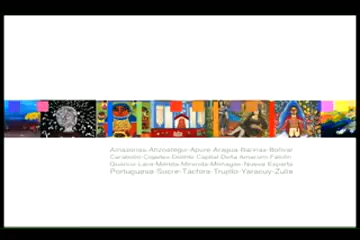 Amazonas-Anzoátegui-Apure-Aragua-Barinas-Bolívar
Carabobo-Cojedes-Distrito Capital-Delta Amacuro-Falcón
Guárico-Lara-Mérida-Miranda-Monagas-Nueva Esparta
Portuguesa-Sucre-Táchira-Trujillo-Yaracuy-Zulia